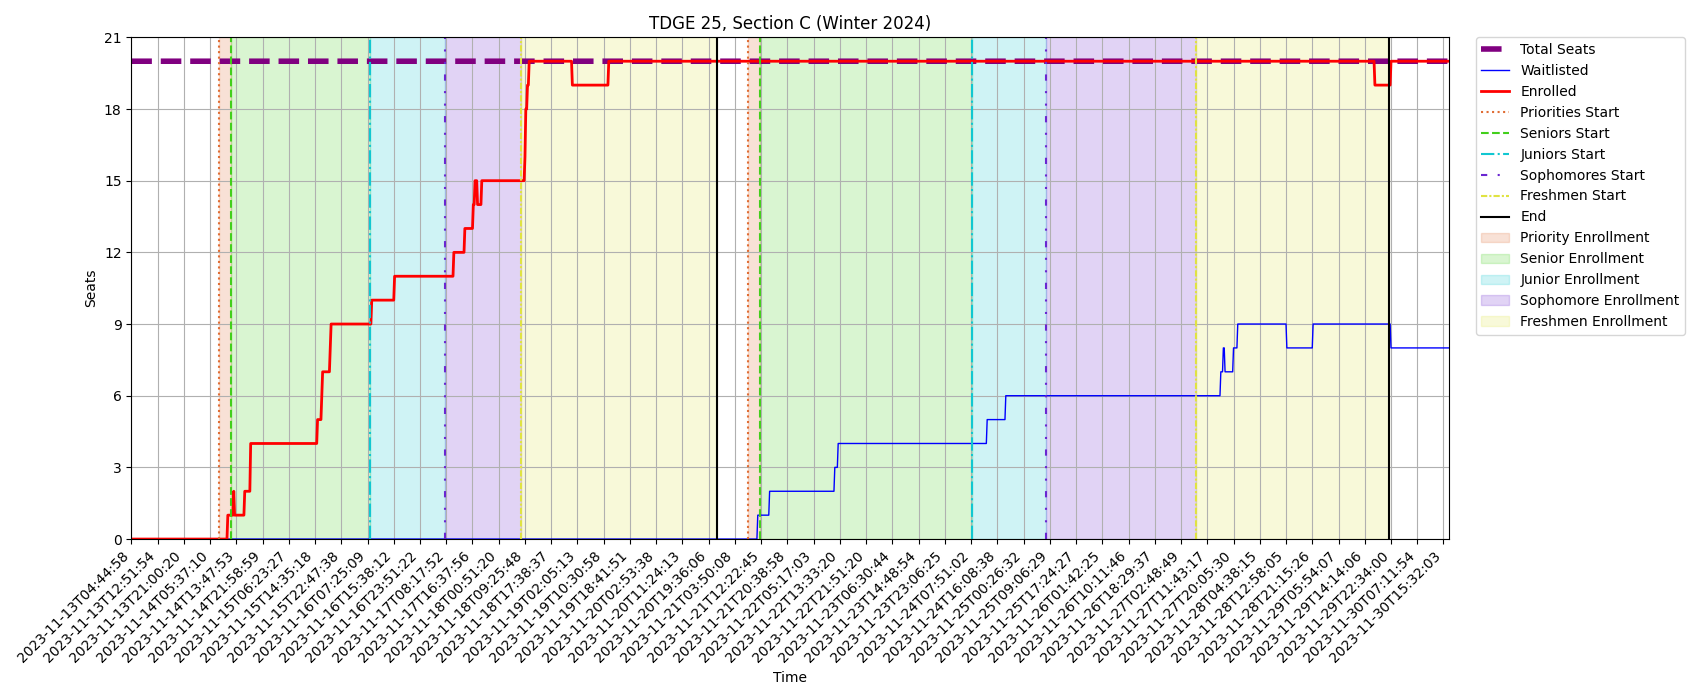 TDGE 25, Section C (Winter 2024)
Seats
21
18
15
12
9
6
3
0
2023-11-13T04:44:58
2023-11-13T12:51:54
2023-11-13T21:00:20
2023-11-14T05:37:10
2023-11-14T13:47:53
2023-11-14T21:58:59
2023-11-15T06:23:27
2023-11-15T14:35:18
2023-11-15T22:47:38
2023-11-16T07:25:09
2023-11-16T15:38:12
2023-11-16T23:51:22
2023-11-17T08:17:52
2023-11-17T16:37:56
2023-11-18T00:51:20
2023-11-18T09:25:48
2023-11-18T17:38:37
2023-11-19T02:05:13
2023-11-19T10:30:58
2023-11-19T18:41:51
2023-11-20T02:53:38
2023-11-20T11:24:13
2023-11-20T19:36:06
2023-11-21T03:50:08
2023-11-21T12:22:45
2023-11-21T20:38:58
2023-11-22T05:17:03
2023-11-22T13:33:20
2023-11-22T21:51:20
2023-11-23T06:30:44
2023-11-23T14:48:54
2023-11-23T23:06:25
2023-11-24T07:51:02
2023-11-24T16:08:38
2023-11-25T00:26:32
2023-11-25T09:06:29
2023-11-25T17:24:27
2023-11-26T01:42:25
2023-11-26T10:11:46
2023-11-26T18:29:37
2023-11-27T02:48:49
2023-11-27T11:43:17
2023-11-27T20:05:30
2023-11-28T04:38:15
2023-11-28T12:58:05
2023-11-28T21:15:26
2023-11-29T05:54:07
2023-11-29T14:14:06
2023-11-29T22:34:00
2023-11-30T07:11:54
2023-11-30T15:32:03
Time
Total Seats
Waitlisted
Enrolled
Priorities Start
Seniors Start
Juniors Start
Sophomores Start
Freshmen Start
End
Priority Enrollment
Senior Enrollment
Junior Enrollment
Sophomore Enrollment
Freshmen Enrollment